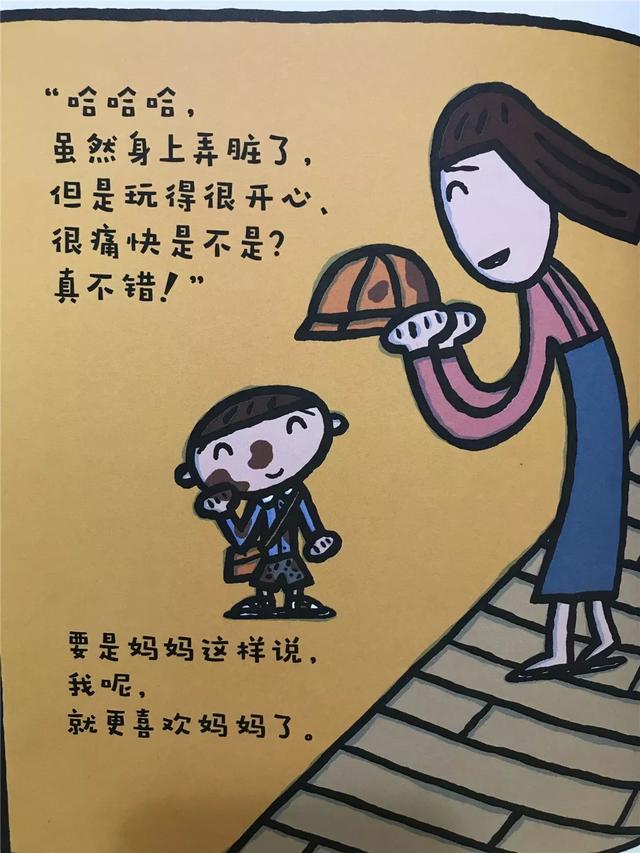 “哈哈哈，
虽然身上弄脏了，
但是玩得很开心、
很痛快是不是？
真不错！”
要是妈妈这样说，
我呢，
就更喜欢妈妈了。